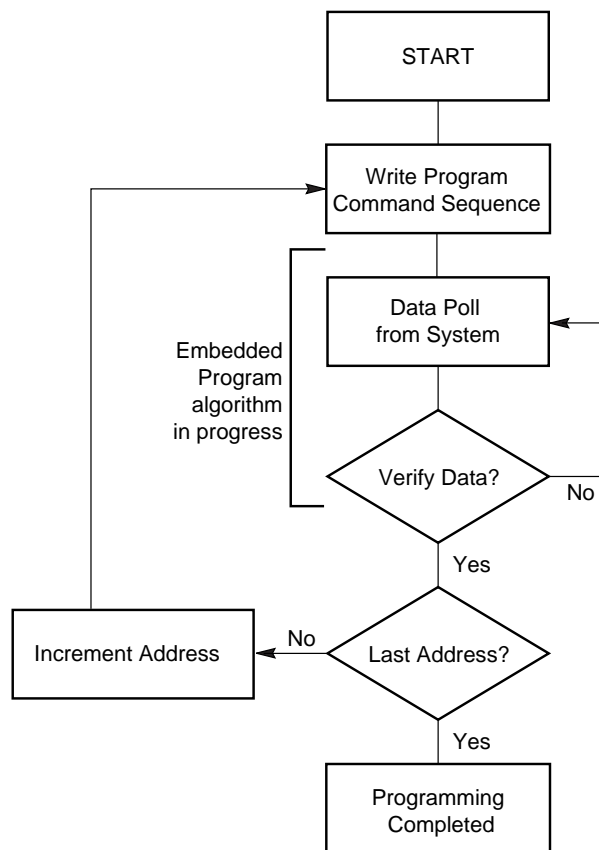 START
Write Program
Command Sequence
Data Poll
from System
Embedded
Program
algorithm
in progress
Verify Data?
No
Yes
No
Increment Address
Last Address?
Yes
Programming
Completed